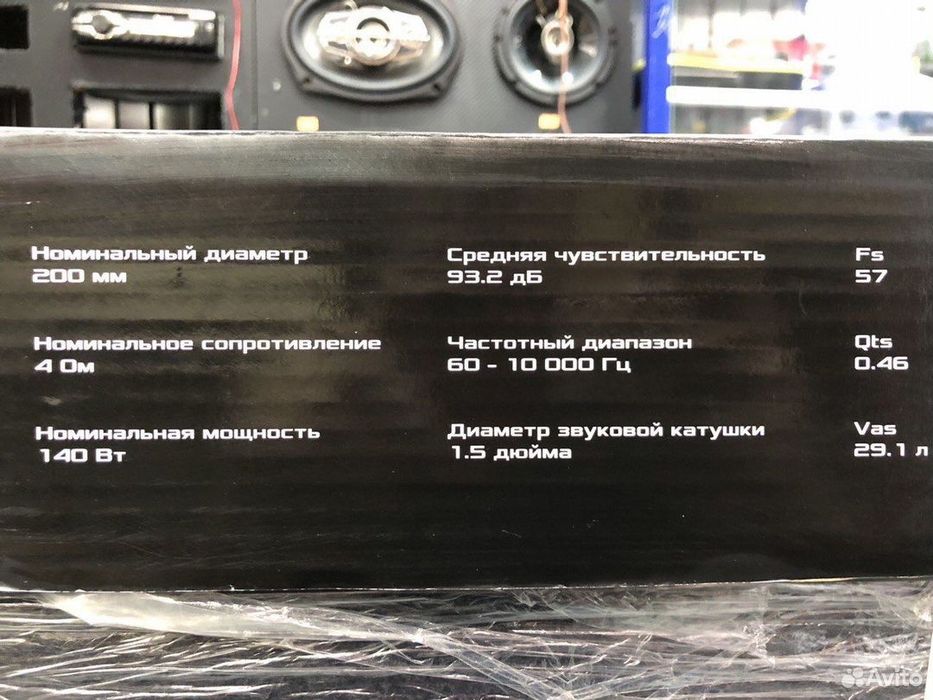 Номинальный диаметр
200 мм
Средняя чувствительность
93.2 дБ
Fs
57
Номинальное сопротивление
4 Ом
Частотный диапазон
60 - 10 000 Гц
Qts
0.46
Номинальная мощность
140 Вт
Диаметр звуковой катушки
1.5 дюйма
Vas
29.1 л
Avito